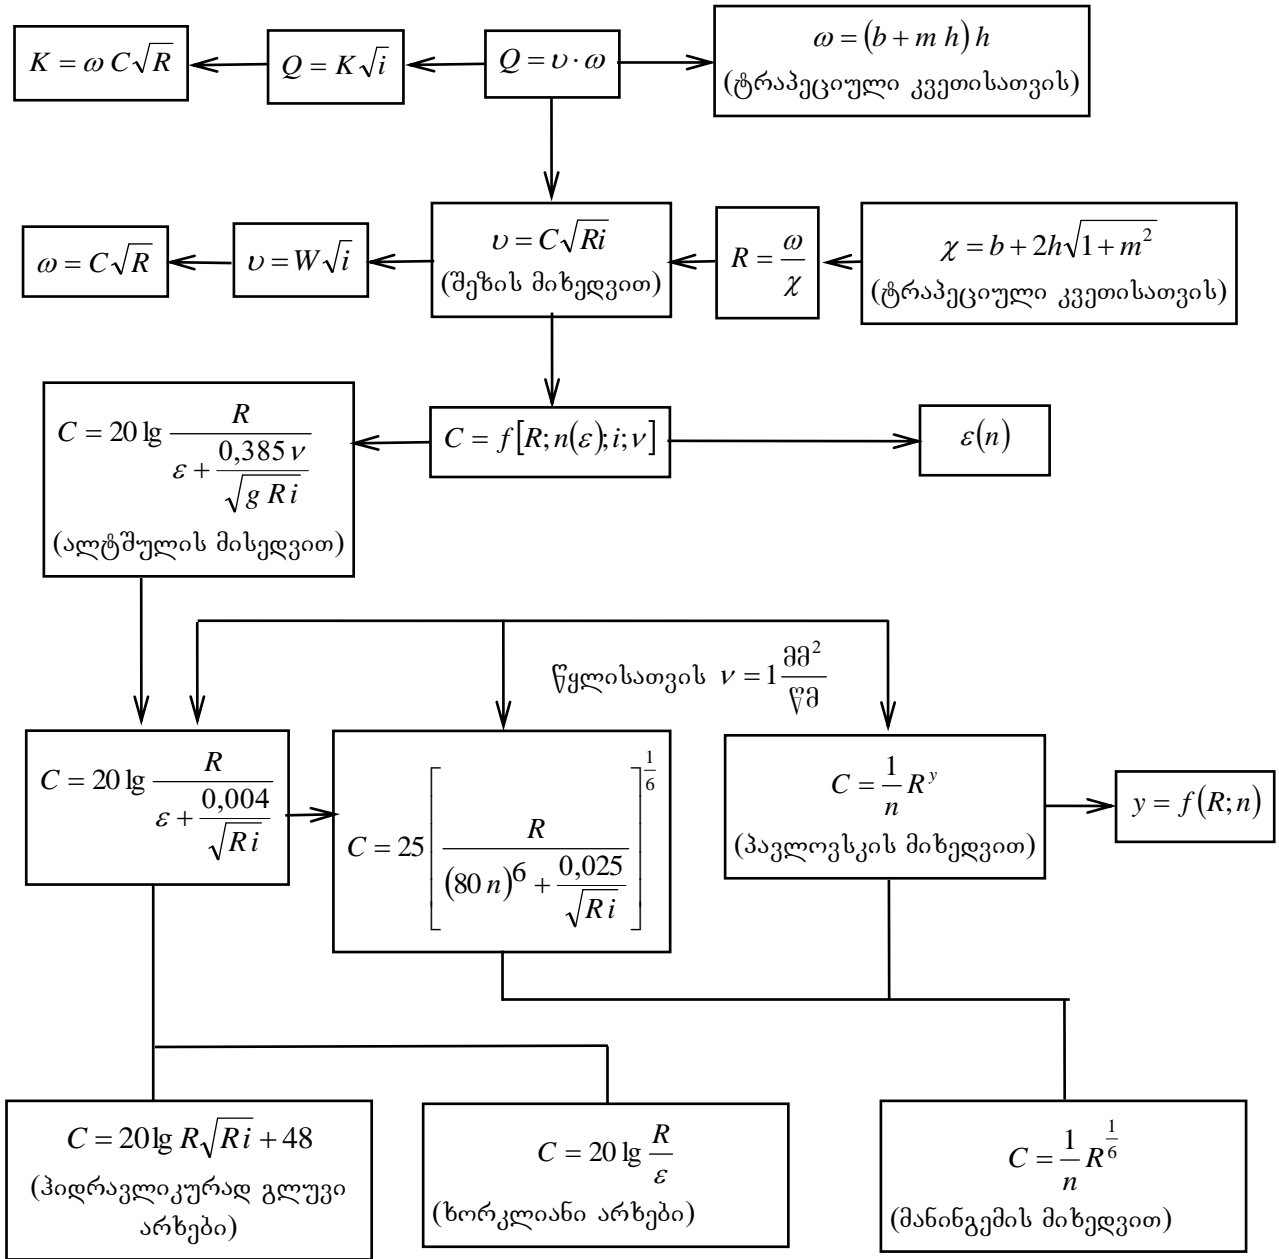 K = ω C√R
Q = K√i
Q = υ · ω
ω = (b + m h) h
(ტრაპეციული კვეთისათვის)
ω = C√R
υ = W√i
υ = C√Ri
(შეზის მიხედვით)
R = ω/χ
χ = b + 2h√1 + m²
(ტრაპეციული კვეთისათვის)
C = 20 lg R/(ε + 0,385 ν/√g R i)
(ალტშულის მისედვით)
C = f[R; n(ε); i; ν]
ε(n)
წყლისათვის ν = 1 მმ²/წმ
C = 20 lg R/(ε + 0,004/√R i)
C = 25 [R/((80 n)⁶ + 0,025/√R i)]^(1/6)
C = 1/n R^y
(პავლოვსკის მიხედვით)
y = f(R; n)
C = 20 lg R√Ri + 48
(ჰიდრავლიკურად გლუვი
არხები)
C = 20 lg R/ε
(ხორკლიანი არხები)
C = 1/n R^(1/6)
(მანინგემის მიხედვით)